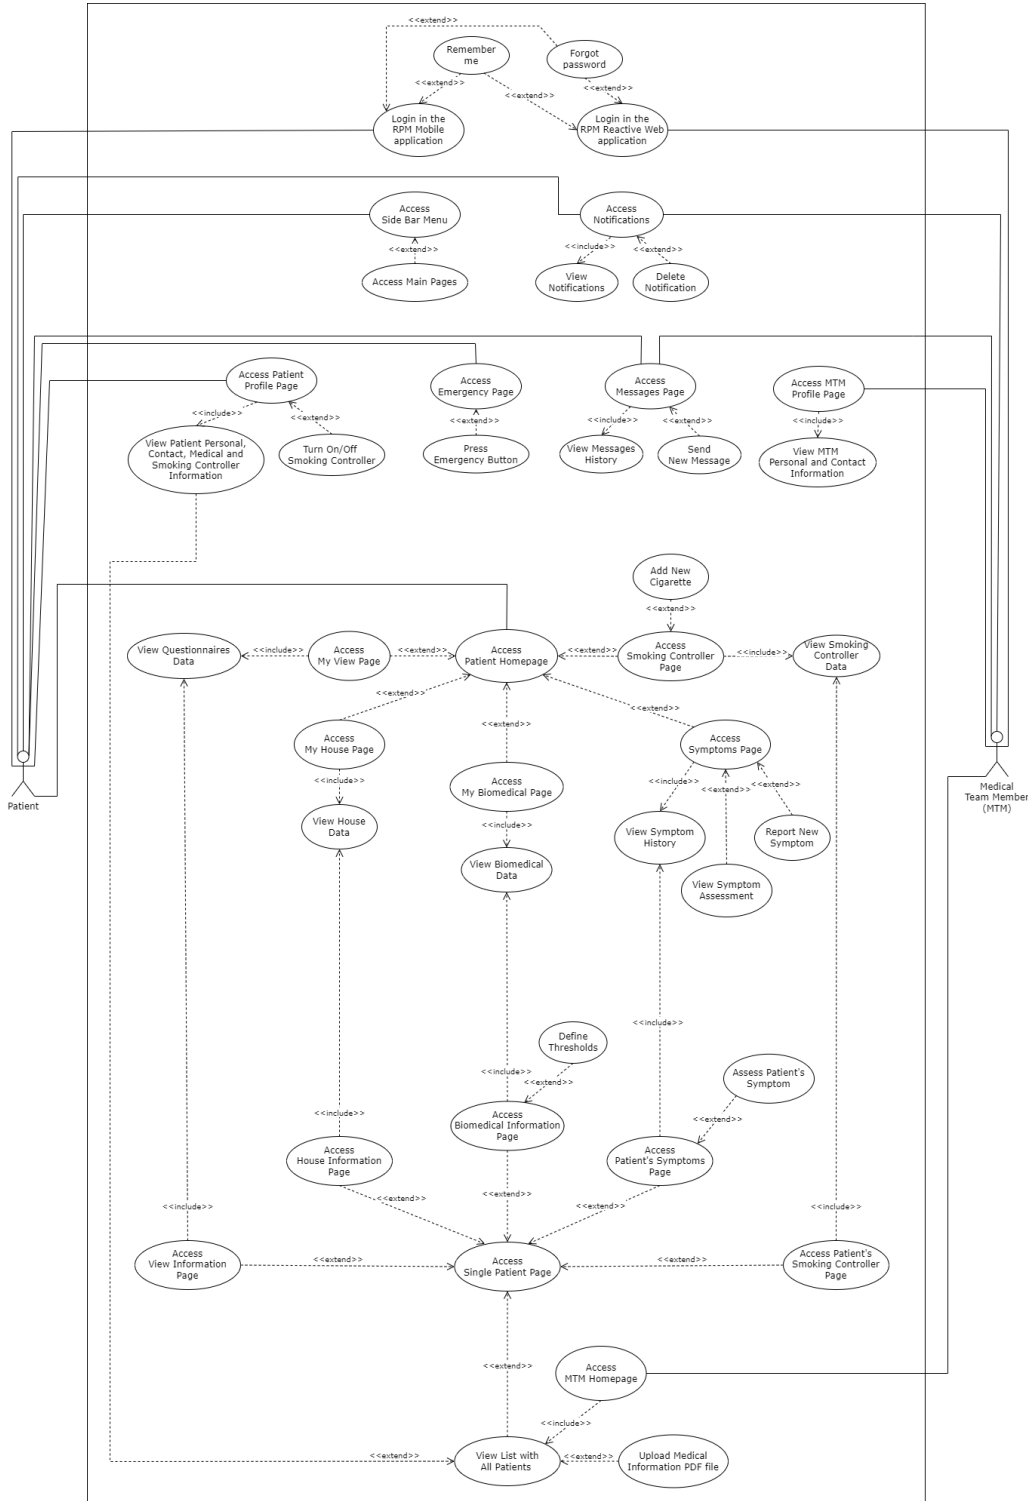 <<extend>>
Remember
me
Forgot
password
<<extend>>
<<extend>>
<<extend>>
Login in the
RPM Mobile
application
Login in the
RPM Reactive Web
application
Access
Side Bar Menu
Access
Notifications
<<extend>>
<<include>>
<<extend>>
Access Main Pages
View
Notifications
Delete
Notification
Access Patient
Profile Page
Access
Emergency Page
Access
Messages Page
Access MTM
Profile Page
<<include>>
<<extend>>
<<extend>>
<<include>>
<<extend>>
<<include>>
View Patient Personal,
Contact, Medical and
Smoking Controller
Information
Turn On/Off
Smoking Controller
Press
Emergency Button
View Messages
History
Send
New Message
View MTM
Personal and Contact
Information
Add New
Cigarette
<<extend>>
View Questionnaires
Data
<<include>>
Access
My View Page
<<extend>>
Access
Patient Homepage
<<extend>>
Access
Smoking Controller
Page
<<include>>
View Smoking
Controller
Data
<<extend>>
<<extend>>
<<extend>>
Access
My House Page
Access
Symptoms Page
<<include>>
Access
My Biomedical Page
<<include>>
<<extend>>
<<extend>>
Patient
Medical
Team Member
(MTM)
View House
Data
<<include>>
View Symptom
History
Report New
Symptom
View Biomedical
Data
View Symptom
Assessment
<<include>>
Define
Thresholds
<<include>>
<<extend>>
Assess Patient's
Symptom
<<include>>
Access
Biomedical Information
Page
<<extend>>
Access
House Information
Page
Access
Patient's Symptoms
Page
<<extend>>
<<extend>>
<<extend>>
<<include>>
<<include>>
Access
View Information
Page
<<extend>>
Access
Single Patient Page
<<extend>>
Access Patient's
Smoking Controller
Page
<<extend>>
Access
MTM Homepage
<<include>>
<<extend>>
View List with
All Patients
<<extend>>
Upload Medical
Information PDF file